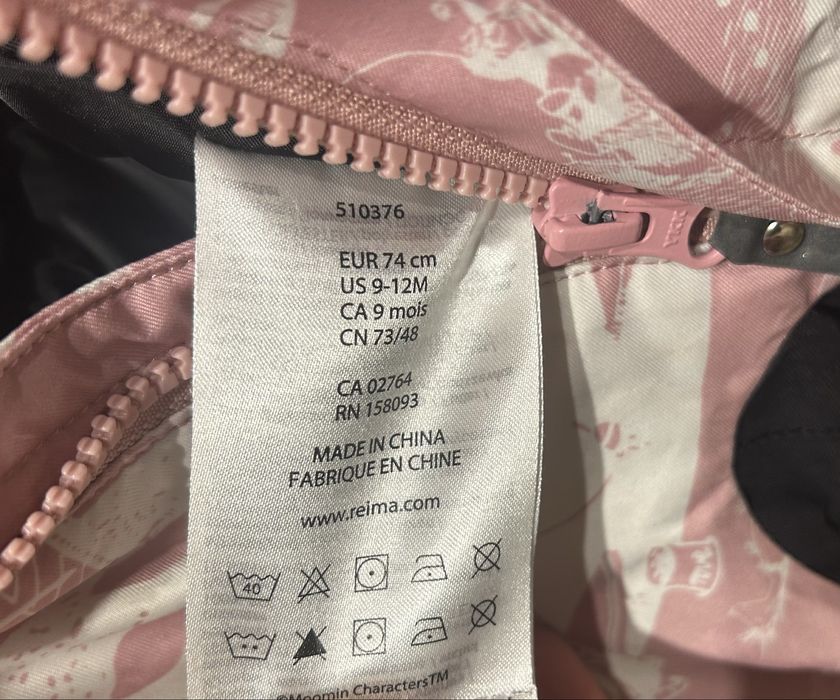 510376
EUR 74 cm
US 9-12M
CA 9 mois
CN 73/48
CA 02764
RN 158093
MADE IN CHINA
FABRIQUE EN CHINE
www.reima.com
40
©Moomin Characters™